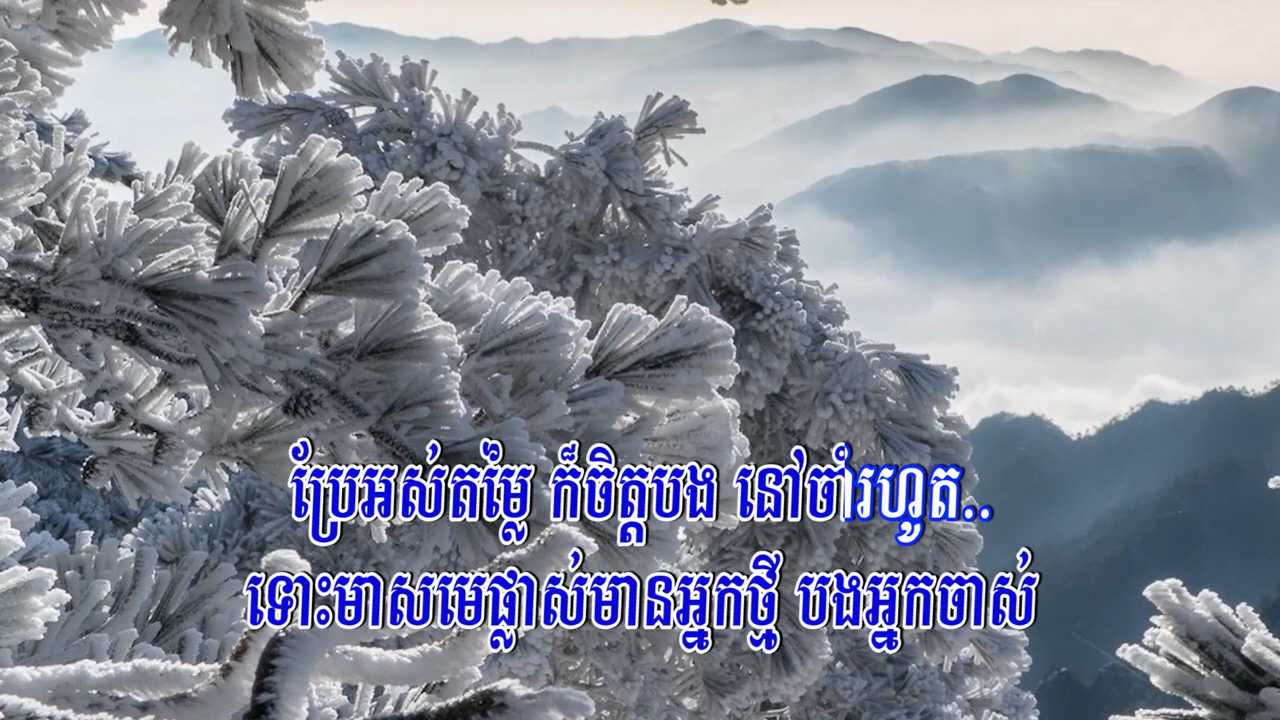 ប្រែអស់តម្លៃ ក៏ចិត្តបង នៅចាំរហូត..
ទោះមាសមេផ្លាស់មានអ្នកថ្មី បងអ្នកចាស់